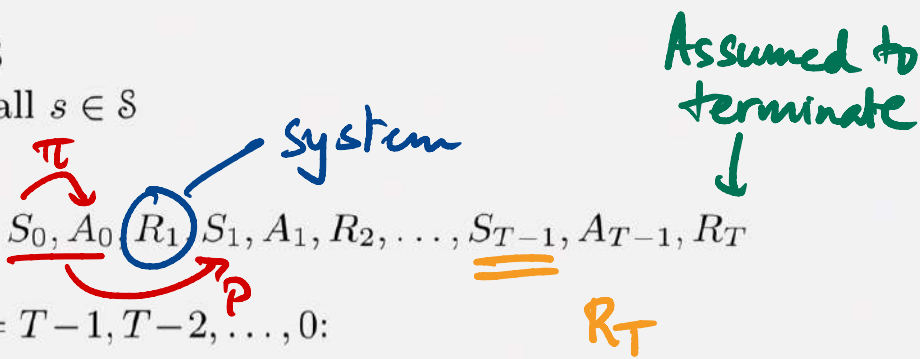 Assumed to
all s ∈ S
terminate
π
system
S₀, A₀, R₁, S₁, A₁, R₂, ..., S_{T−1}, A_{T−1}, R_T
P
= T−1, T−2, ..., 0:
R_T